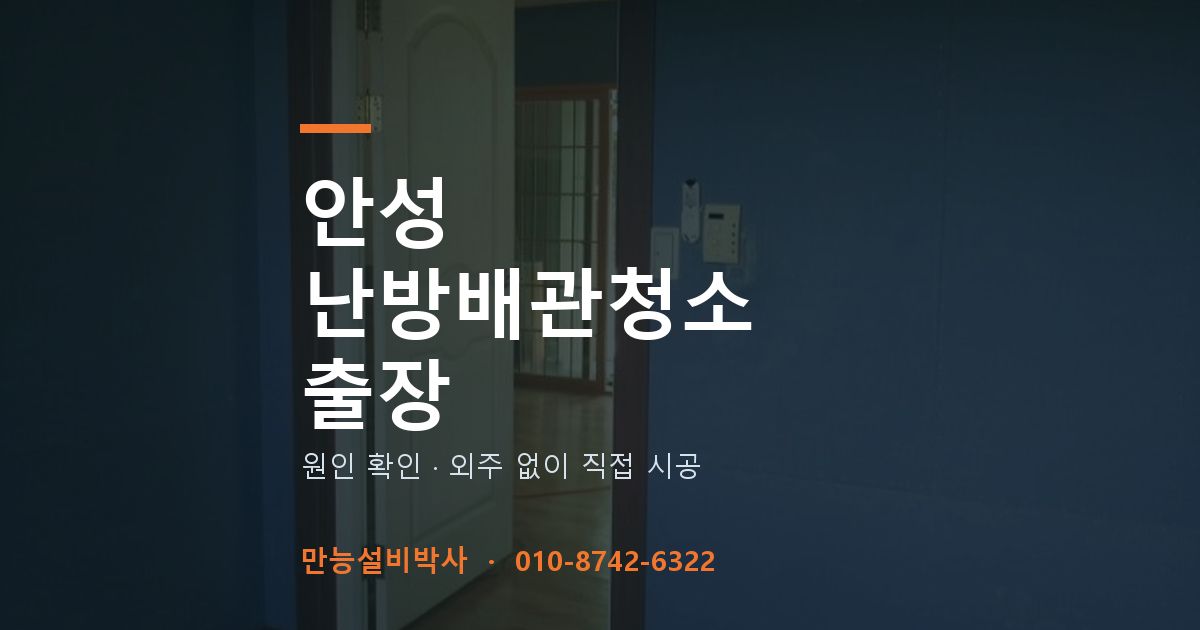 안성
난방배관청소
출장
원인 확인 · 외주 없이 직접 시공
만능설비박사 · 010-8742-6322